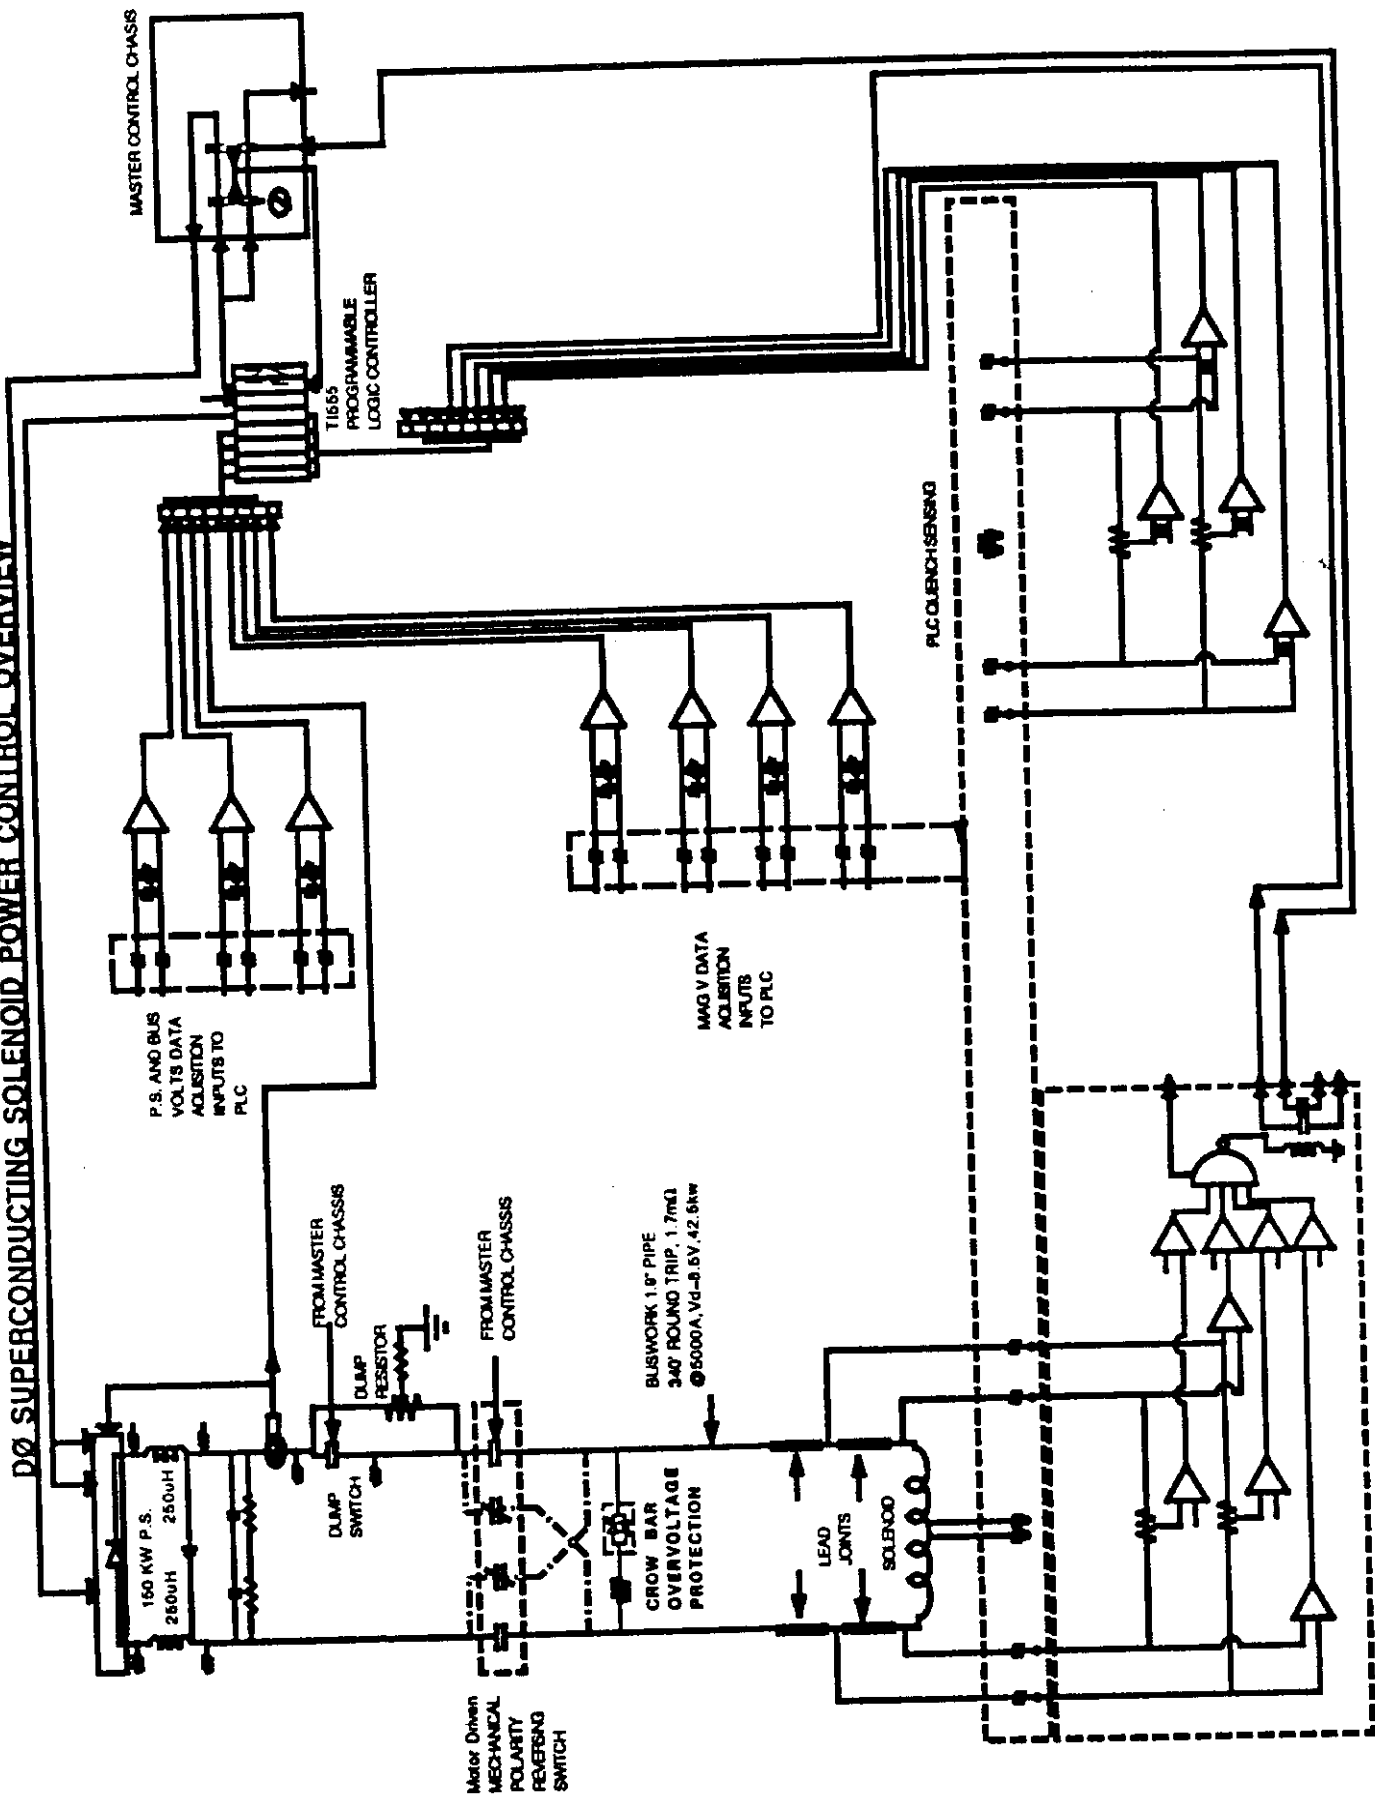 DØ SUPERCONDUCTING SOLENOID POWER CONTROL OVERVIEW
MASTER CONTROL CHASIS
TI555
PROGRAMMABLE
LOGIC CONTROLLER
P.S. AND BUS
VOLTS DATA
AQUISITION
INPUTS TO
PLC
MAG V DATA
AQUISITION
INPUTS
TO PLC
PLC QUENCH SENSING
150 KW P.S.
250uH
250uH
FROM MASTER
CONTROL CHASSIS
DUMP
RESISTOR
DUMP
SWITCH
FROM MASTER
CONTROL CHASSIS
Motor Driven
MECHANICAL
POLARITY
REVERSING
SWITCH
CROW BAR
OVERVOLTAGE
PROTECTION
BUSWORK 1.9" PIPE
340' ROUND TRIP, 1.7mΩ
@5000A,Vd=8.5V,42.5kw
LEAD
JOINTS
SOLENOID